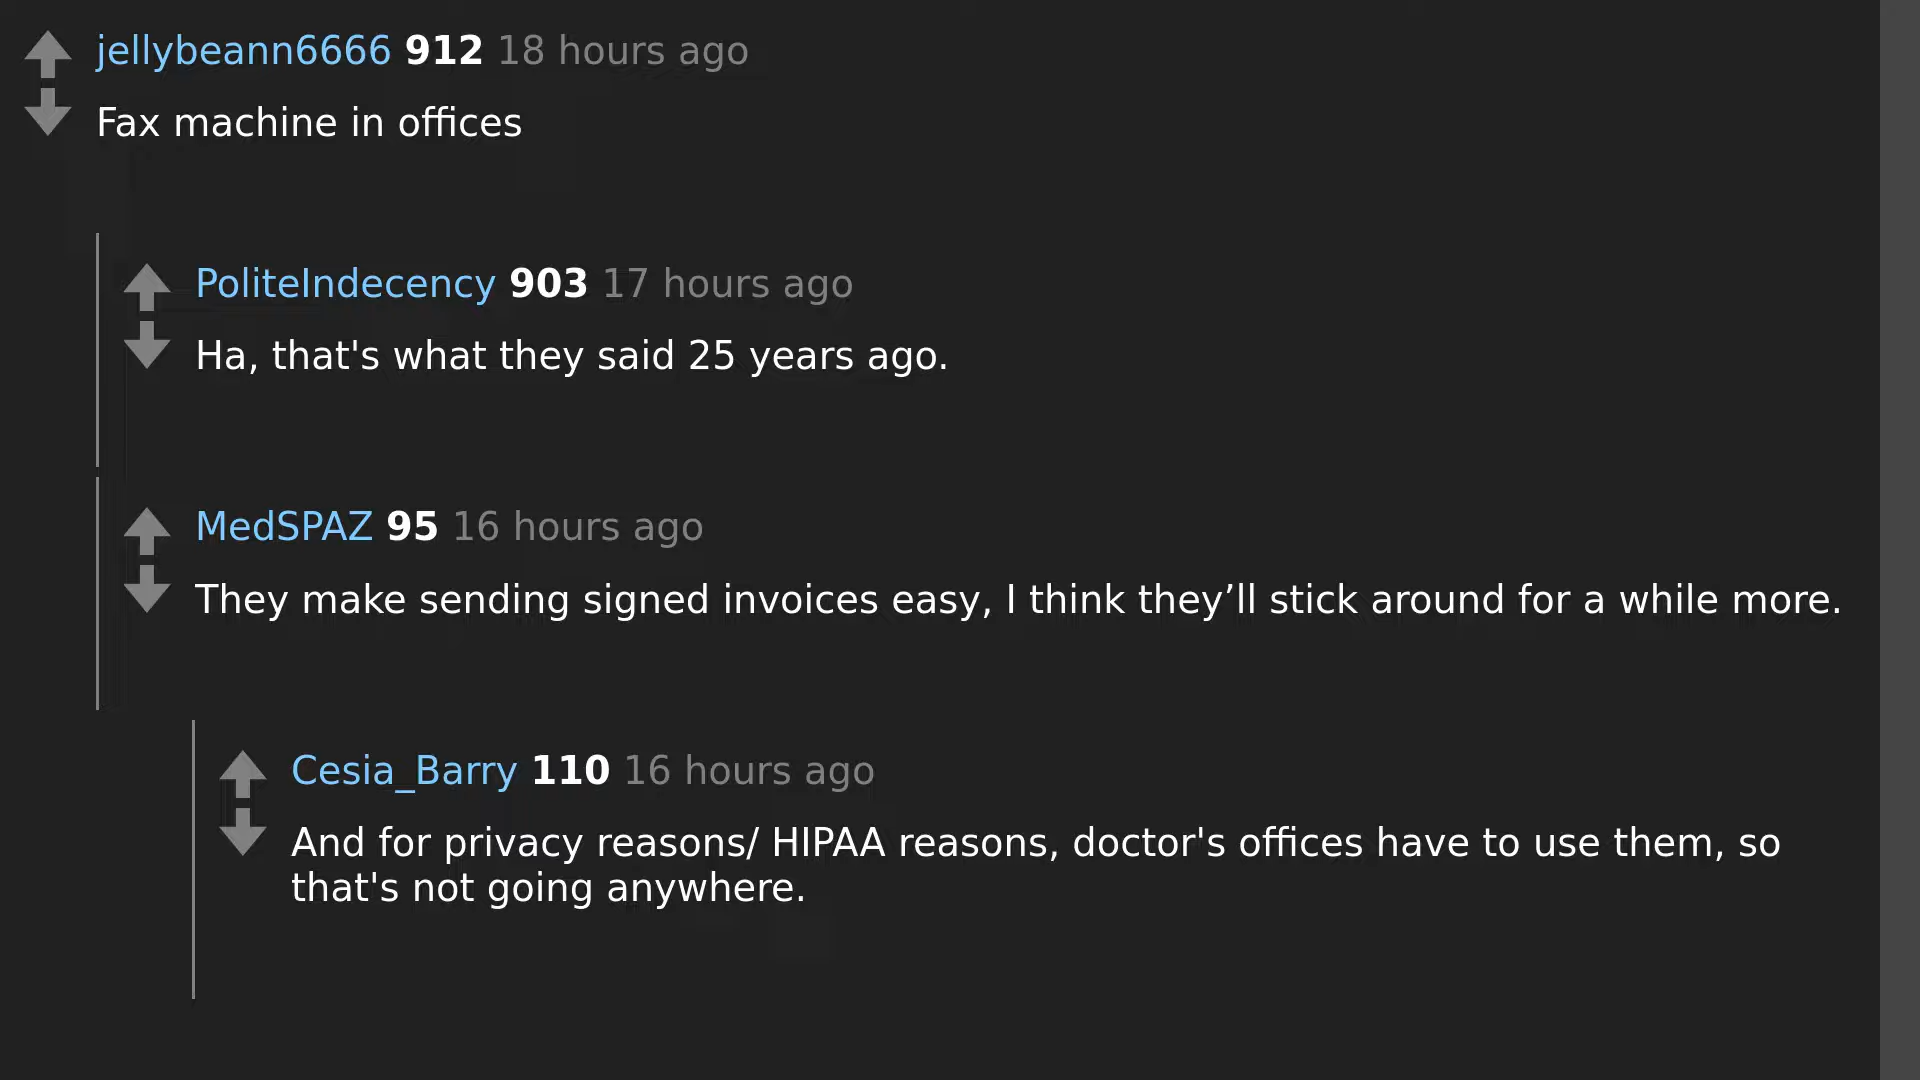 jellybeann6666 912 18 hours ago
Fax machine in offices
PoliteIndecency 903 17 hours ago
Ha, that's what they said 25 years ago.
MedSPAZ 95 16 hours ago
They make sending signed invoices easy, I think they’ll stick around for a while more.
Cesia_Barry 110 16 hours ago
And for privacy reasons/ HIPAA reasons, doctor's offices have to use them, so
that's not going anywhere.